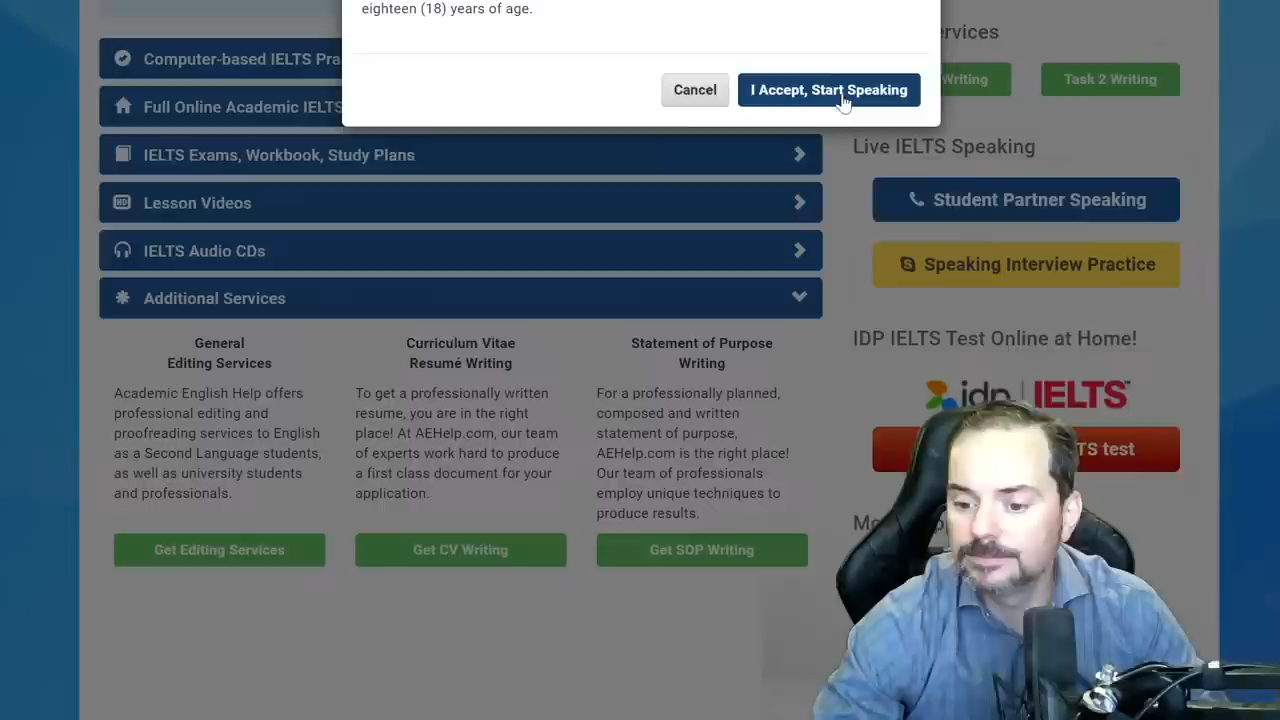 eighteen (18) years of age.
Cancel
I Accept, Start Speaking
Computer-based IELTS Pra
Full Online Academic IELTS
IELTS Exams, Workbook, Study Plans
Lesson Videos
IELTS Audio CDs
Additional Services
General
Editing Services
Academic English Help offers
professional editing and
proofreading services to English
as a Second Language students,
as well as university students
and professionals.
Get Editing Services
Curriculum Vitae
Resumé Writing
To get a professionally written
resume, you are in the right
place! At AEHelp.com, our team
of experts work hard to produce
a first class document for your
application.
Get CV Writing
Statement of Purpose
Writing
For a professionally planned,
composed and written
statement of purpose,
AEHelp.com is the right place!
Our team of professionals
employ unique techniques to
produce results.
Get SOP Writing
ervices
Writing
Task 2 Writing
Live IELTS Speaking
Student Partner Speaking
Speaking Interview Practice
IDP IELTS Test Online at Home!
idp IELTS™
TS test